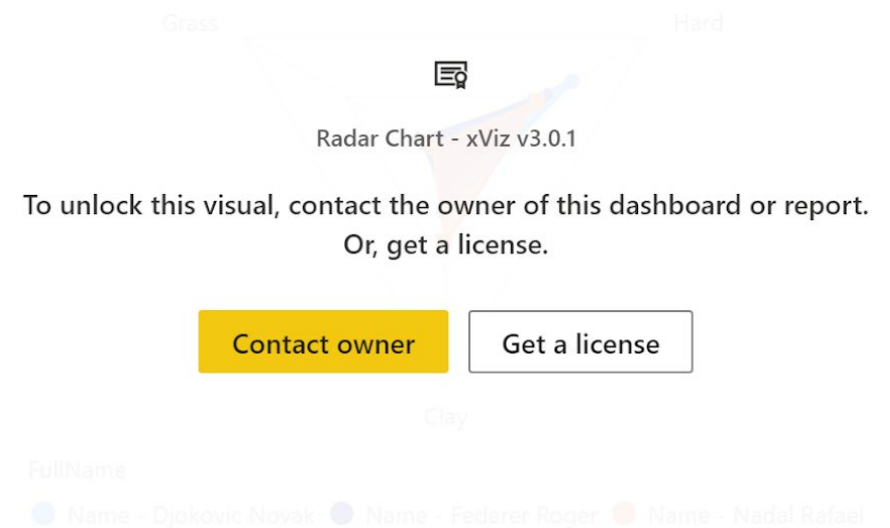 Grass Hard
Radar Chart - xViz v3.0.1
To unlock this visual, contact the owner of this dashboard or report.
Or, get a license.
Contact owner Get a license
Clay
FullName
Name - Djokovic Novak Name - Federer Roger Name - Nadal Rafael